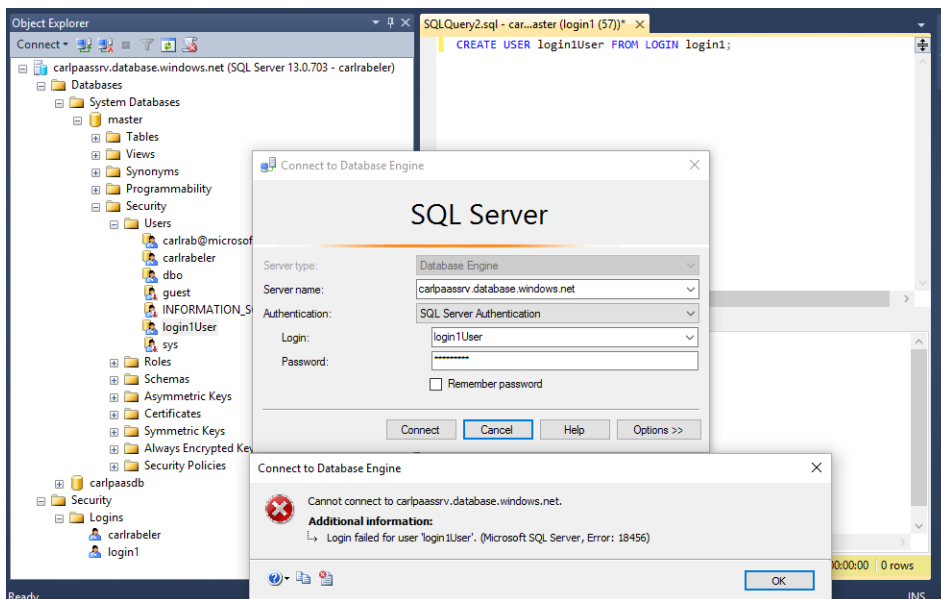 Object Explorer
Connect
carlpaassrv.database.windows.net (SQL Server 13.0.703 - carlrabeler)
Databases
System Databases
master
Tables
Views
Synonyms
Programmability
Security
Users
carlrab@microsof
carlrabeler
dbo
guest
INFORMATION_S
login1User
sys
Roles
Schemas
Asymmetric Keys
Certificates
Symmetric Keys
Always Encrypted Key
Security Policies
carlpaasdb
Security
Logins
carlrabeler
login1
Ready
SQLQuery2.sql - car...aster (login1 (57))*
CREATE USER login1User FROM LOGIN login1;
Connect to Database Engine
SQL Server
Server type: Database Engine
Server name: carlpaassrv.database.windows.net
Authentication: SQL Server Authentication
Login: login1User
Password: *********
Remember password
Connect Cancel Help Options >>
Connect to Database Engine
Cannot connect to carlpaassrv.database.windows.net.
Additional information:
Login failed for user 'login1User'. (Microsoft SQL Server, Error: 18456)
OK
00:00:00 0 rows
INS